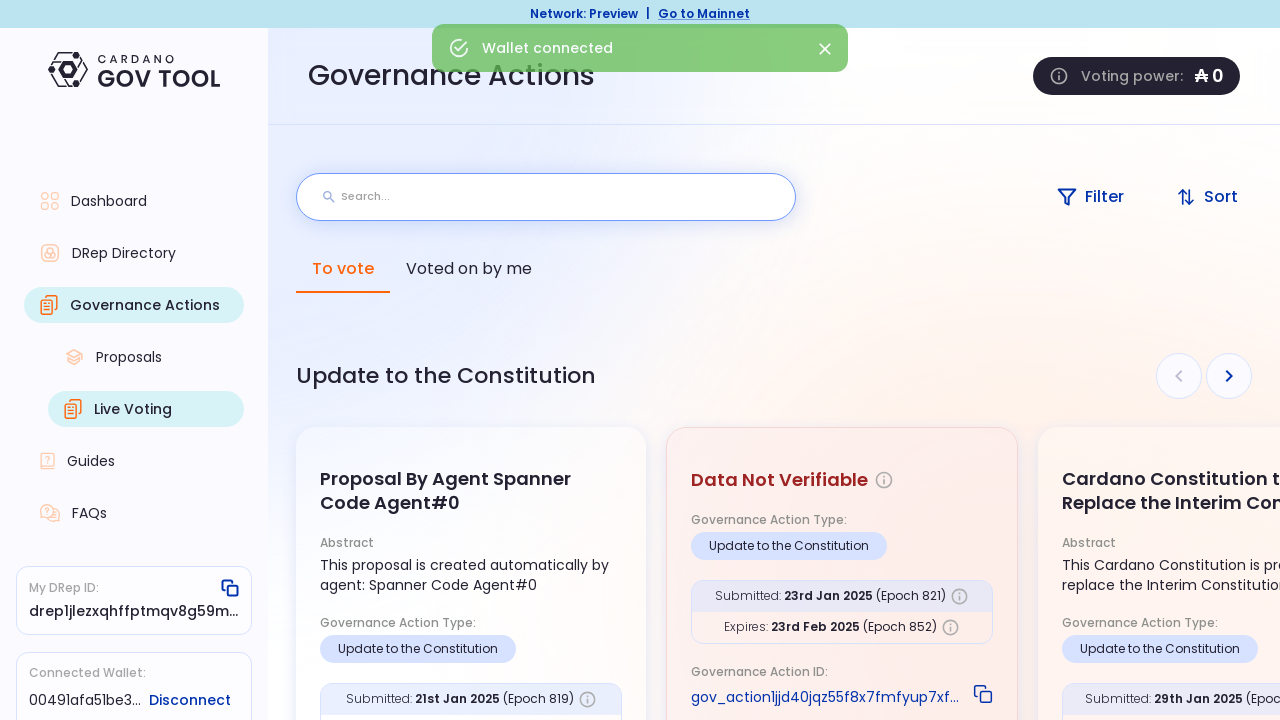 Network: Preview | Go to Mainnet
Wallet connected
CARDANO
GOV TOOL
Governance Actions
Voting power: ₳ 0
Dashboard
DRep Directory
Governance Actions
Proposals
Live Voting
Guides
FAQs
My DRep ID:
drep1jlezxqhffptmqv8g59m...
Connected Wallet:
00491afa51be3... Disconnect
Search...
Filter
Sort
To vote
Voted on by me
Update to the Constitution
Proposal By Agent Spanner
Code Agent#0
Abstract
This proposal is created automatically by
agent: Spanner Code Agent#0
Governance Action Type:
Update to the Constitution
Submitted: 21st Jan 2025 (Epoch 819)
Data Not Verifiable
Governance Action Type:
Update to the Constitution
Submitted: 23rd Jan 2025 (Epoch 821)
Expires: 23rd Feb 2025 (Epoch 852)
Governance Action ID:
gov_action1jjd40jqz55f8x7fmfyup7xf...
Cardano Constitution t
Replace the Interim Con
Abstract
This Cardano Constitution is pro
replace the Interim Constitution
Governance Action Type:
Update to the Constitution
Submitted: 29th Jan 2025 (Epoc